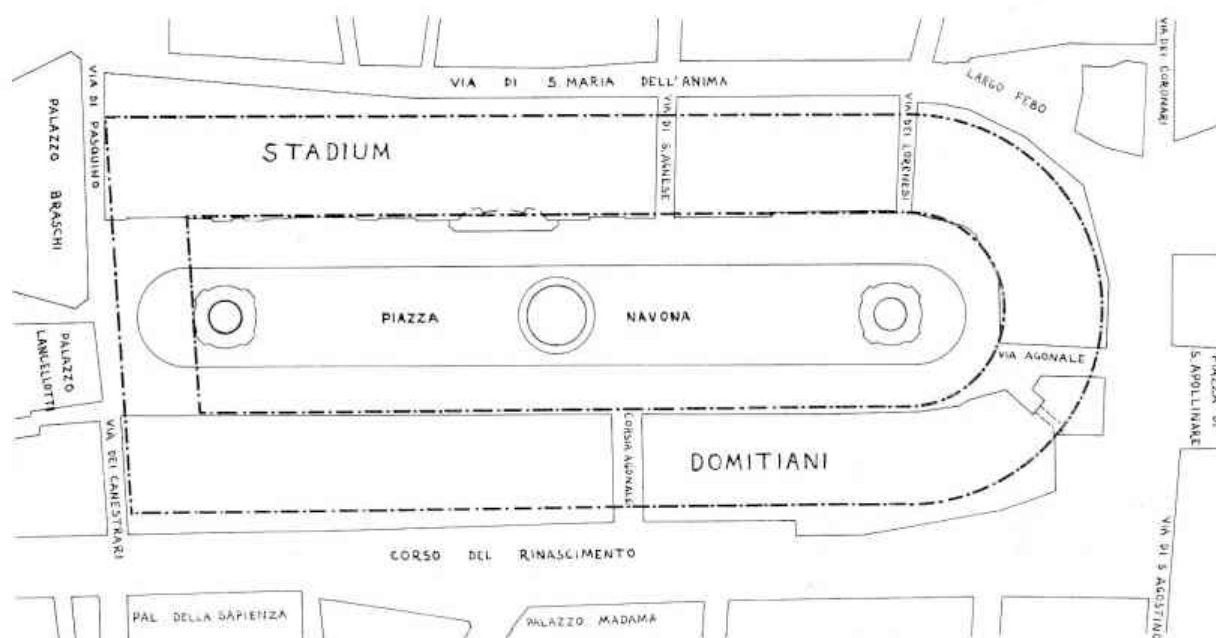 VIA DI S. MARIA DELL'ANIMA
LARGO FEBO
VIA DEI CORONARI
VIA DI PASQUINO
PALAZZO BRASCHI
STADIUM
VIA DI S. AGNESE
VIA DEI LORENESI
PIAZZA NAVONA
PALAZZO
LANCELLOTTI
VIA AGONALE
PIAZZA DI
S. APOLLINARE
VIA DEI CANESTRARI
CORSIA AGONALE
DOMITIANI
CORSO DEL RINASCIMENTO
VIA DI S AGOSTINO
PAL. DELLA SAPIENZA
PALAZZO MADAMA